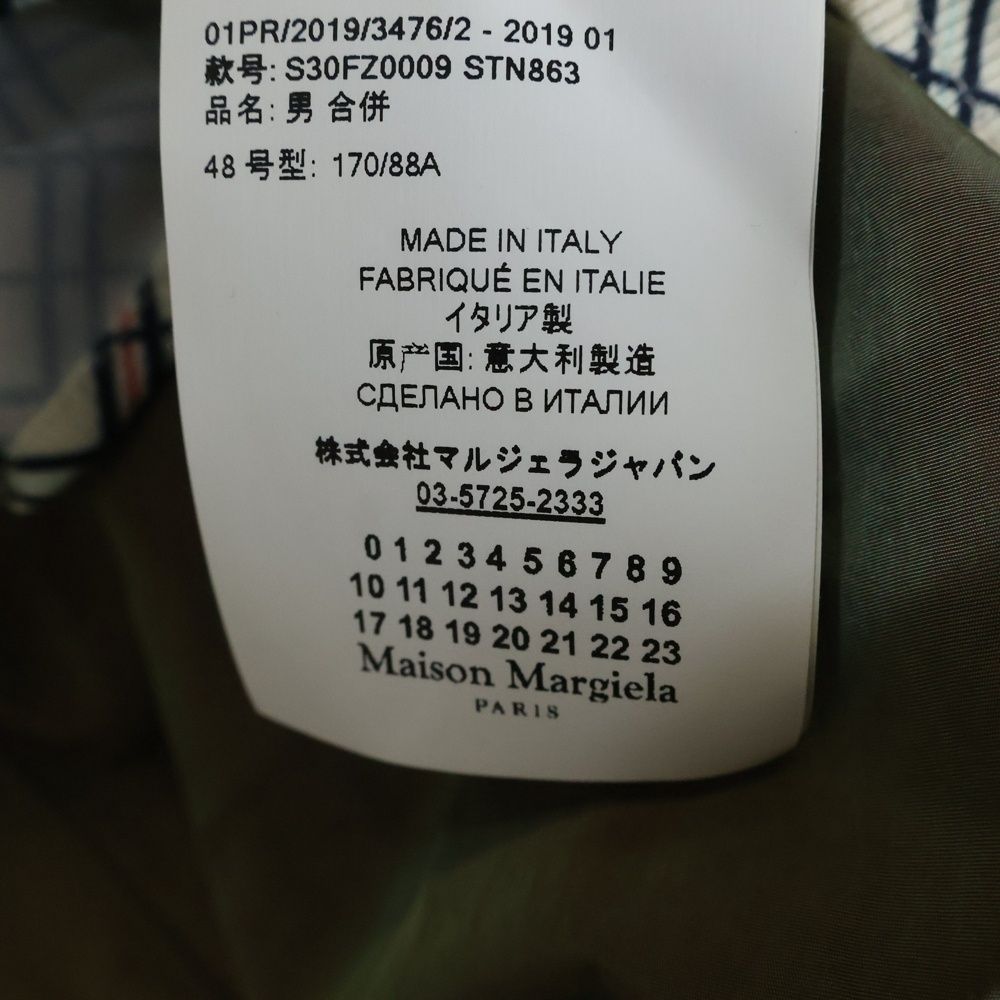 01PR/2019/3476/2 - 2019 01
款号: S30FZ0009 STN863
品名: 男 合併
48 号型: 170/88A
MADE IN ITALY
FABRIQUÉ EN ITALIE
イタリア製
原产国: 意大利製造
СДЕЛАНО В ИТАЛИИ
株式会社マルジェラジャパン
03-5725-2333
0 1 2 3 4 5 6 7 8 9
10 11 12 13 14 15 16
17 18 19 20 21 22 23
Maison Margiela
PARIS